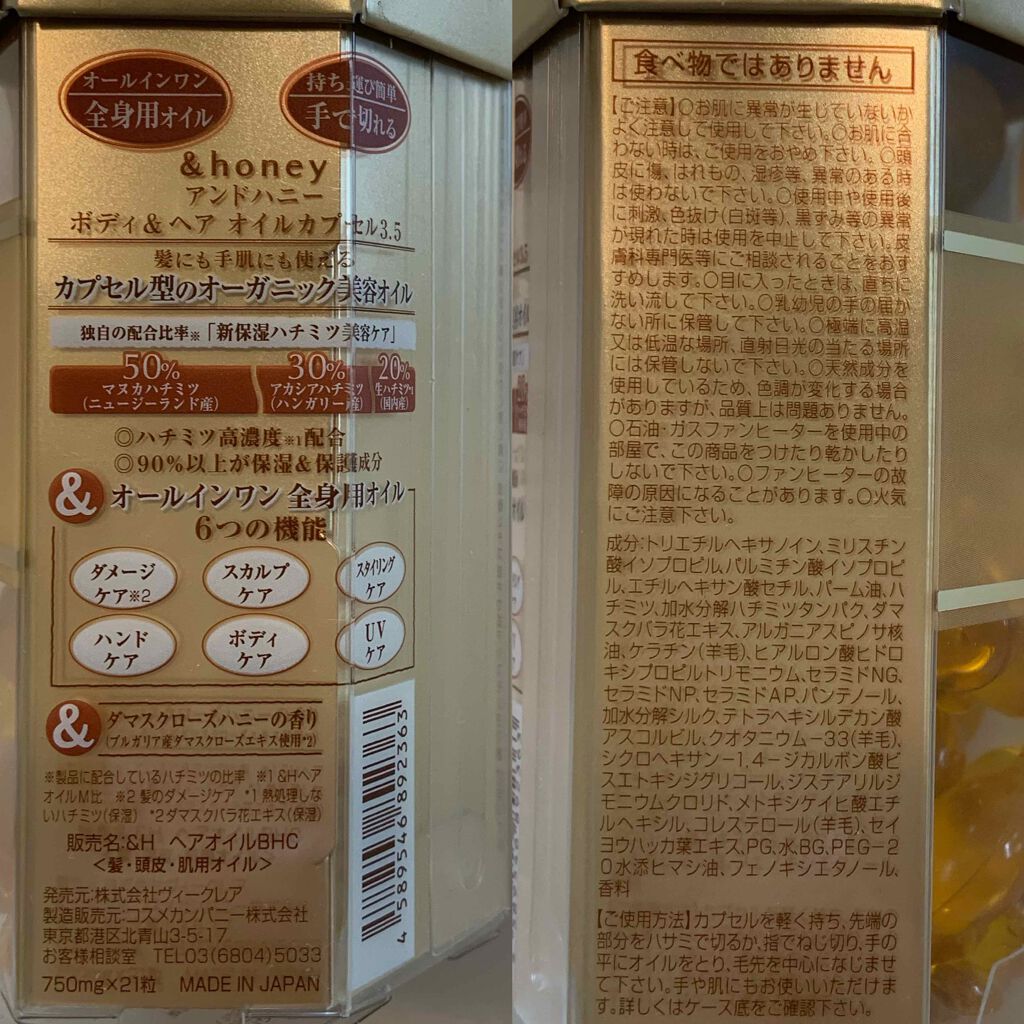 オールインワン
全身用オイル
持ち運び簡単
手で切れる
&honey
アンドハニー
ボディ&ヘア オイルカプセル3.5
髪にも手肌にも使える
カプセル型のオーガニック美容オイル
独自の配合比率※「新保湿ハチミツ美容ケア」
50%
マヌカハチミツ
(ニュージーランド産)
30%
アカシアハチミツ
(ハンガリー産)
20%
生ハチミツ*1
(国内産)
◎ハチミツ高濃度※1配合
◎90%以上が保湿&保護成分
& オールインワン 全身用オイル
6つの機能
ダメージ
ケア※2
スカルプ
ケア
スタイリング
ケア
ハンド
ケア
ボディ
ケア
UV
ケア
& ダマスクローズハニーの香り
(ブルガリア産ダマスクローズエキス使用*2)
※製品に配合しているハチミツの比率 ※1 &Hヘア
オイルM比 ※2 髪のダメージケア *1 熱処理しな
いハチミツ(保湿) *2ダマスクバラ花エキス(保湿)
販売名:&H ヘアオイルBHC
<髪・頭皮・肌用オイル>
発売元:株式会社ヴィークレア
製造販売元:コスメカンパニー株式会社
東京都港区北青山3-5-17
お客様相談室 TEL03(6804)5033
750mg×21粒 MADE IN JAPAN
4 589546 892363
食べ物ではありません
【ご注意】○お肌に異常が生じていないか
よく注意して使用して下さい。○お肌に合
わない時は、ご使用をおやめ下さい。○頭
皮に傷、はれもの、湿疹等、異常のある時
は使わないで下さい。○使用中や使用後
に刺激、色抜け(白斑等)、黒ずみ等の異常
が現れた時は使用を中止して下さい。皮
膚科専門医等にご相談されることをおす
すめします。○目に入ったときは、直ちに
洗い流して下さい。○乳幼児の手の届か
ない所に保管して下さい。○極端に高温
又は低温な場所、直射日光の当たる場所
には保管しないで下さい。○天然成分を
使用しているため、色調が変化する場合
がありますが、品質上は問題ありません。
○石油・ガスファンヒーターを使用中の
部屋で、この商品をつけたり乾かしたり
しないで下さい。○ファンヒーターの故
障の原因になることがあります。○火気
にご注意下さい。
成分:トリエチルヘキサノイン、ミリスチン
酸イソプロピル、パルミチン酸イソプロピ
ル、エチルヘキサン酸セチル、パーム油、ハ
チミツ、加水分解ハチミツタンパク、ダマ
スクバラ花エキス、アルガニアスピノサ核
油、ケラチン(羊毛)、ヒアルロン酸ヒドロ
キシプロピルトリモニウム、セラミドNG、
セラミドNP、セラミドAP、パンテノール、
加水分解シルク、テトラヘキシルデカン酸
アスコルビル、クオタニウム-33(羊毛)、
シクロヘキサン-1,4-ジカルボン酸ビ
スエトキシジグリコール、ジステアリルジ
モニウムクロリド、メトキシケイヒ酸エチ
ルヘキシル、コレステロール(羊毛)、セイ
ヨウハッカ葉エキス、PG、水、BG、PEG-2
0水添ヒマシ油、フェノキシエタノール、
香料
【ご使用方法】カプセルを軽く持ち、先端の
部分をハサミで切るか、指でねじ切り、手の
平にオイルをとり、毛先を中心になじませ
て下さい。手や肌にもお使いいただけま
す。詳しくはケース底をご確認下さい。